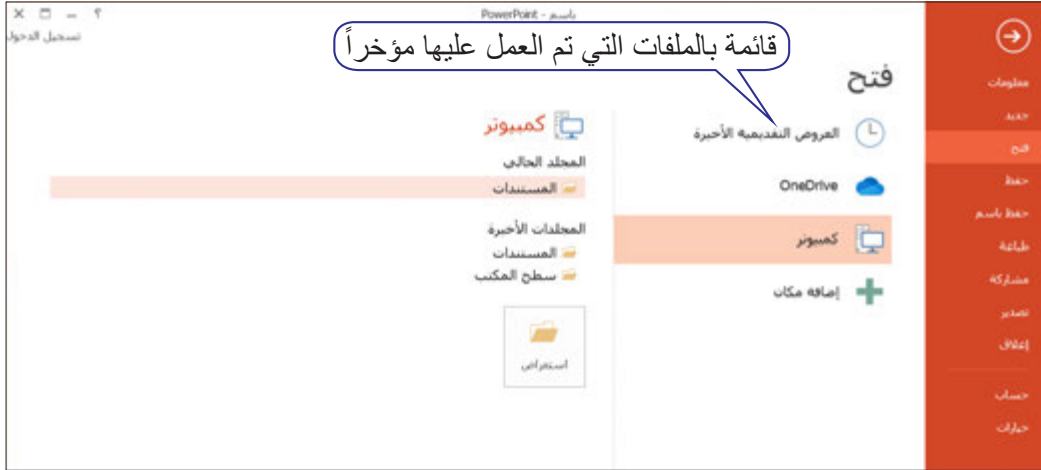 باسم - PowerPoint
؟
تسجيل الدخول
قائمة بالملفات التي تم العمل عليها مؤخراً
معلومات
جديد
فتح
حفظ
حفظ باسم
طباعة
مشاركة
تصدير
إغلاق
حساب
خيارات
فتح
العروض التقديمية الأخيرة
OneDrive
كمبيوتر
إضافة مكان
كمبيوتر
المجلد الحالي
المستندات
المجلدات الأخيرة
المستندات
سطح المكتب
استعراض